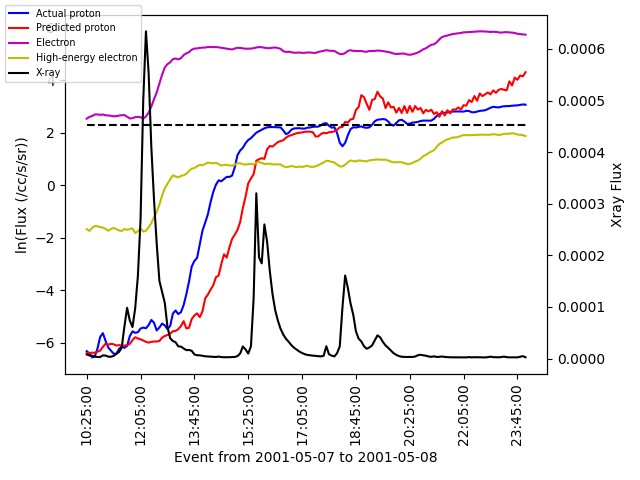 Actual proton
Predicted proton
Electron
High-energy electron
X-ray
4
2
0
−2
−4
−6
ln(Flux (/cc/s/sr))
0.0006
0.0005
0.0004
0.0003
0.0002
0.0001
0.0000
Xray Flux
10:25:00
12:05:00
13:45:00
15:25:00
17:05:00
18:45:00
20:25:00
22:05:00
23:45:00
Event from 2001-05-07 to 2001-05-08